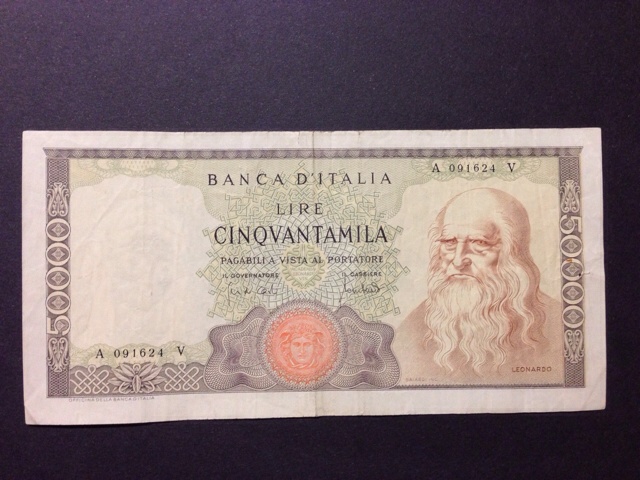 A 091624 V
BANCA D'ITALIA
LIRE
CINQVANTAMILA
PAGABILI A VISTA AL PORTATORE
IL GOVERNATORE IL CASSIERE
50000
50000
A 091624 V
LEONARDO
OFFICINA DELLA BANCA D'ITALIA